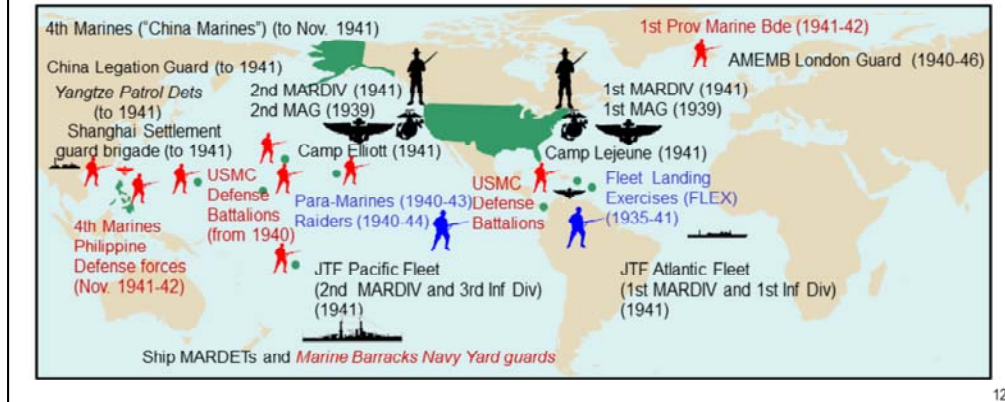 4th Marines (“China Marines”) (to Nov. 1941)
China Legation Guard (to 1941)
Yangtze Patrol Dets
(to 1941)
Shanghai Settlement
guard brigade (to 1941)
2nd MARDIV (1941)
2nd MAG (1939)
Camp Elliott (1941)
1st Prov Marine Bde (1941-42)
AMEMB London Guard (1940-46)
1st MARDIV (1941)
1st MAG (1939)
Camp Lejeune (1941)
USMC
Defense
Battalions
(from 1940)
Para-Marines (1940-43)
Raiders (1940-44)
USMC
Defense
Battalions
Fleet Landing
Exercises (FLEX)
(1935-41)
4th Marines
Philippine
Defense forces
(Nov. 1941-42)
JTF Pacific Fleet
(2nd MARDIV and 3rd Inf Div)
(1941)
JTF Atlantic Fleet
(1st MARDIV and 1st Inf Div)
(1941)
Ship MARDETs and Marine Barracks Navy Yard guards
12